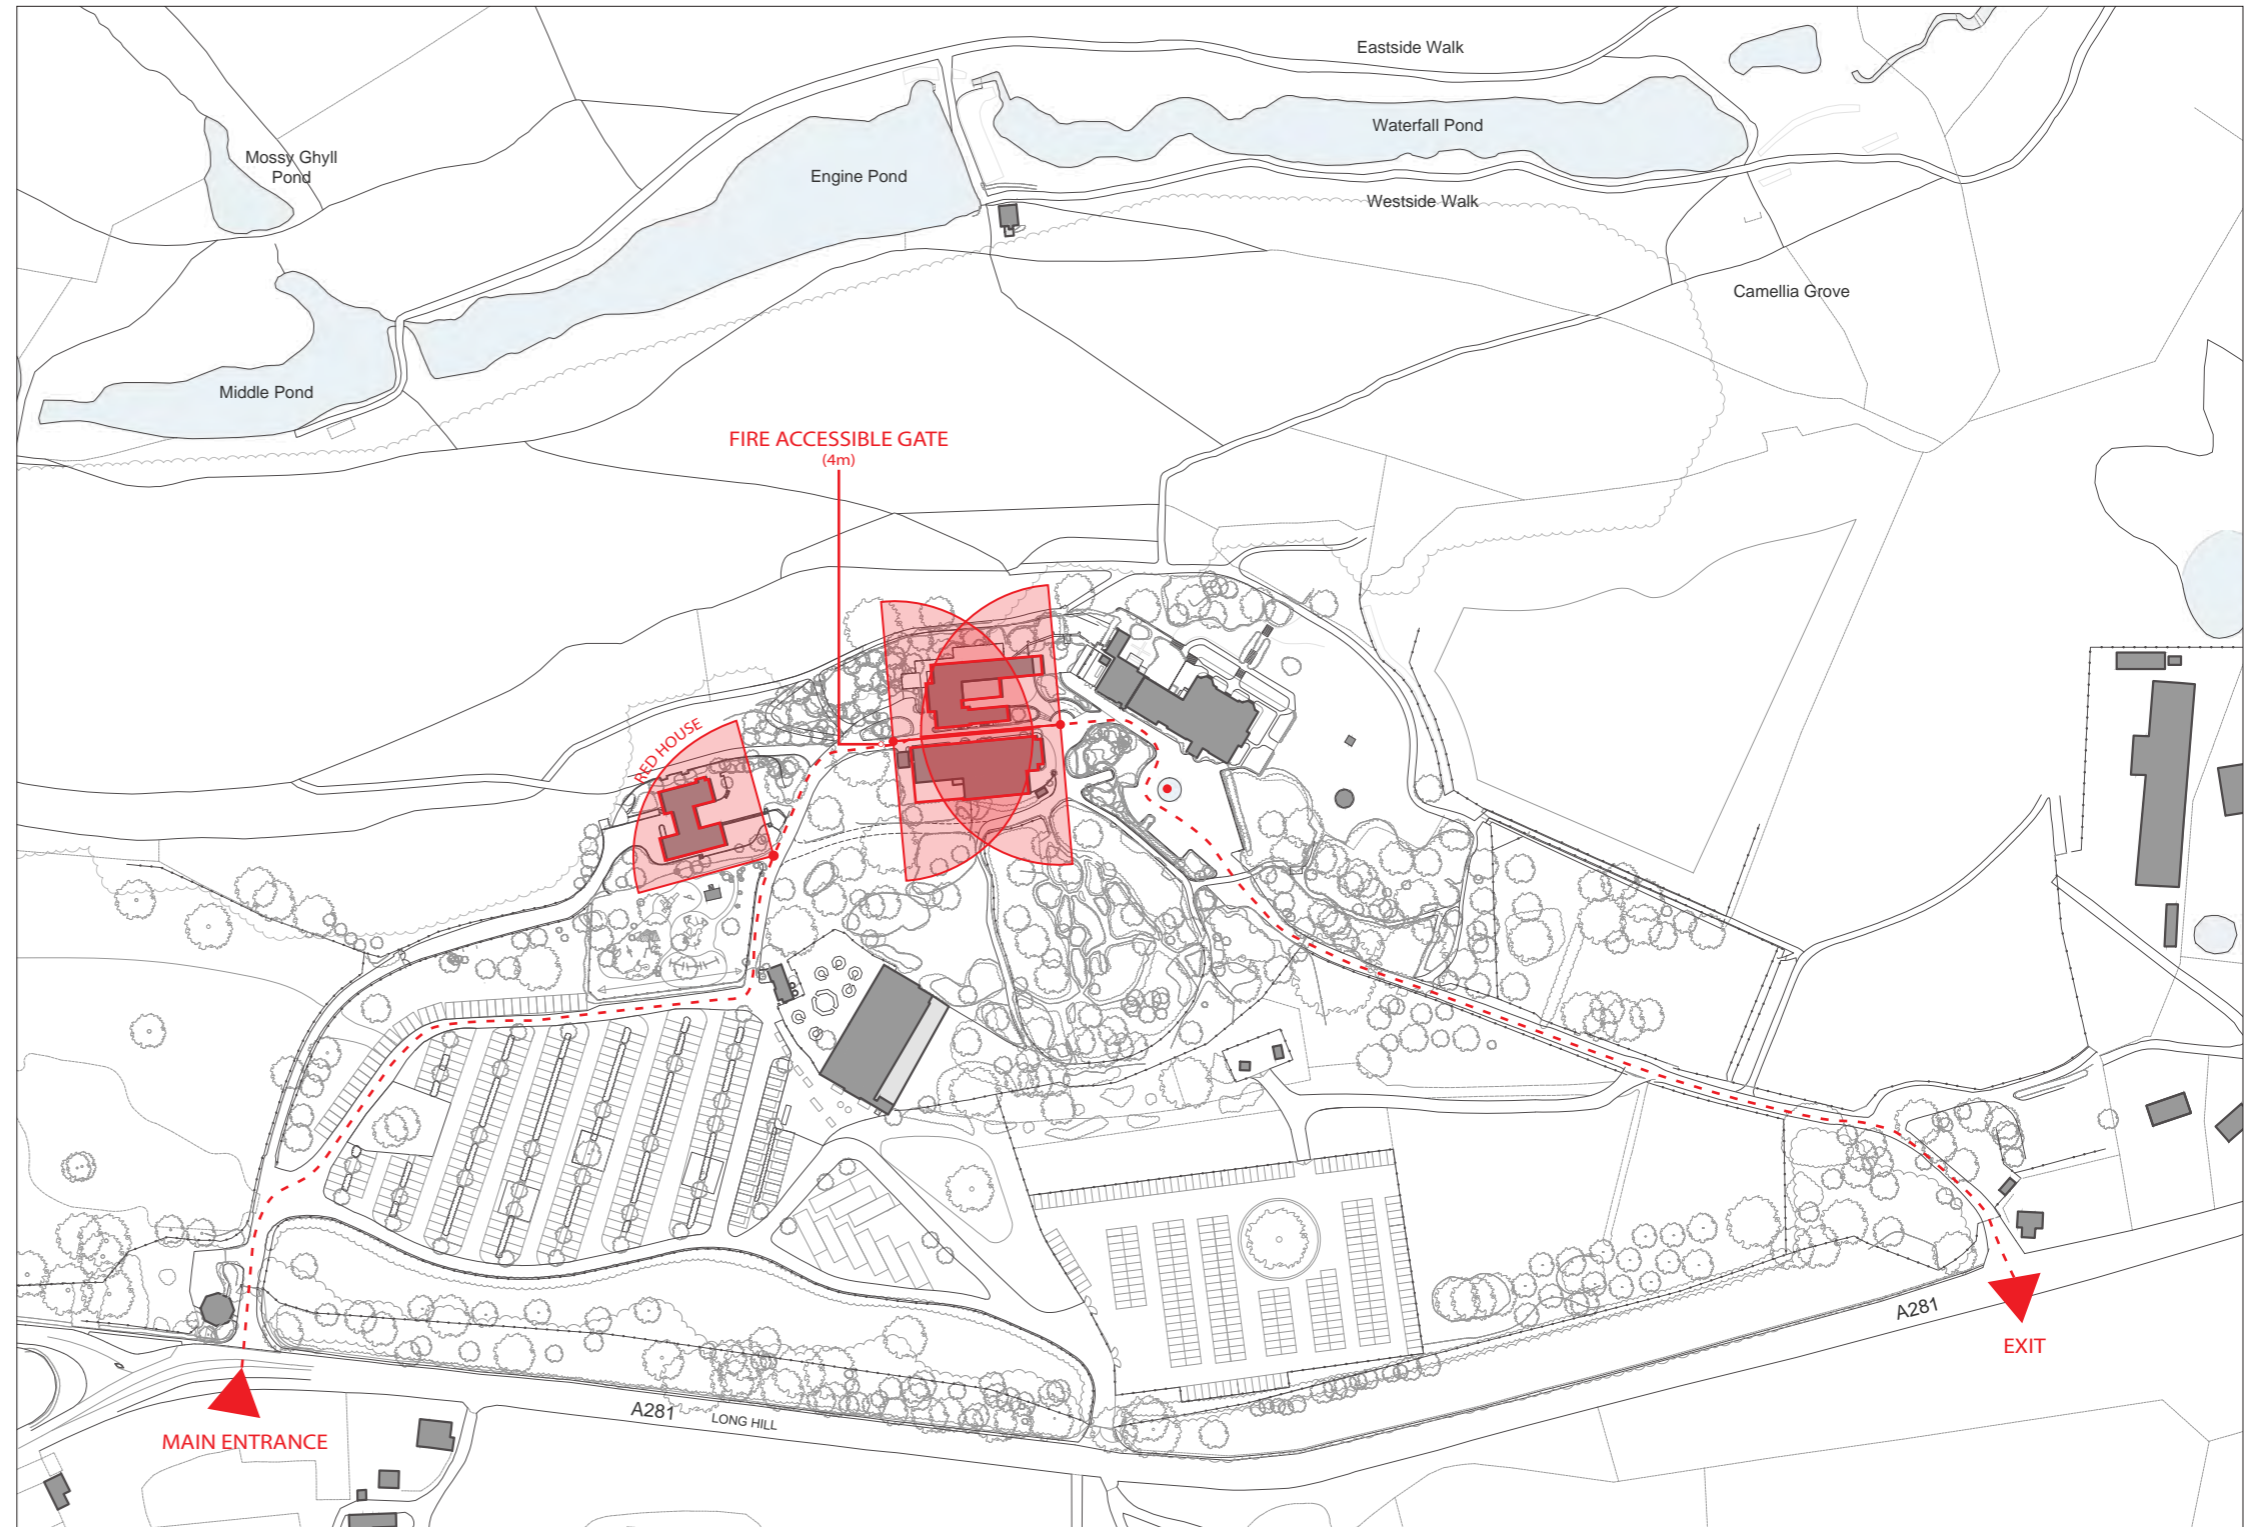 Eastside Walk
Waterfall Pond
Mossy Ghyll
Pond
Engine Pond
Westside Walk
Camellia Grove
Middle Pond
FIRE ACCESSIBLE GATE
(4m)
RED HOUSE
A281
EXIT
A281
LONG HILL
MAIN ENTRANCE